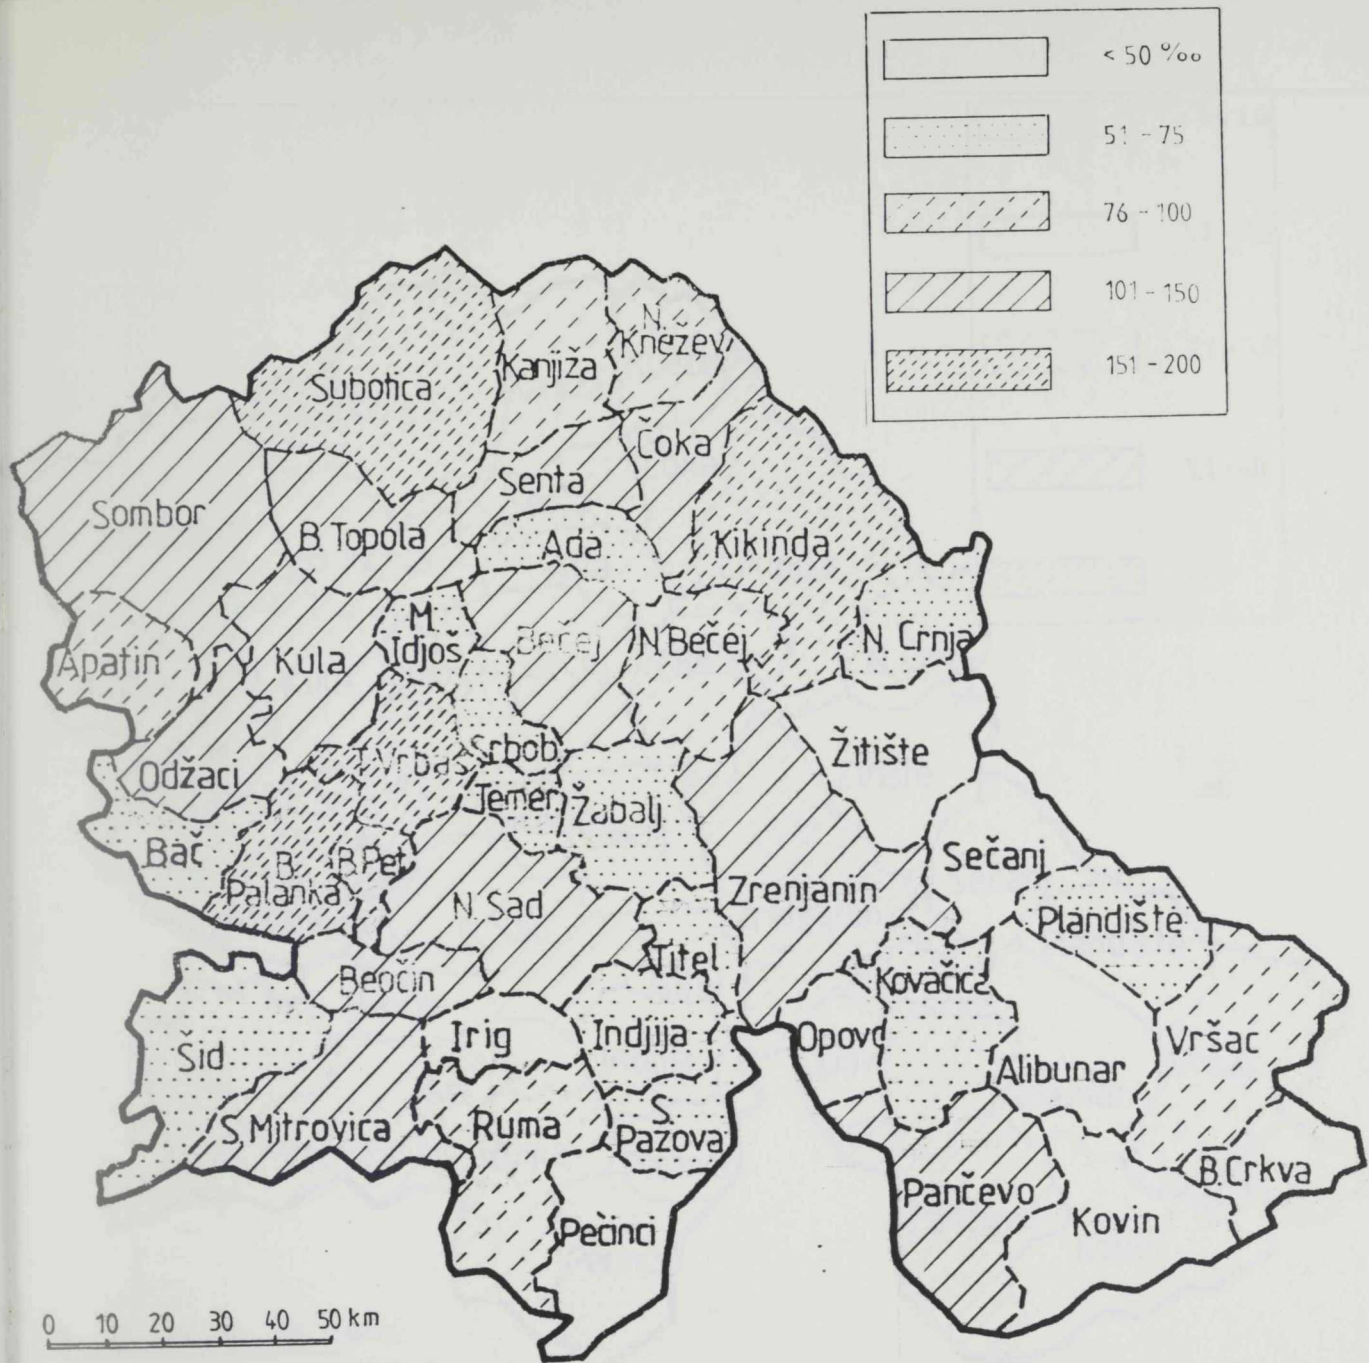 < 50 ‰
51 - 75
76 - 100
101 - 150
151 - 200
Subotica
Kanjiža
N.
Knežev
Čoka
Senta
Sombor
B. Topola
Ada
Kikinda
M.
Idjoš
Bečej
N. Bečej
N. Crnja
Apatin
Kula
Žitište
Odžaci
Vrbas
Srbob.
Temer.
Žabalj
Bač
B.
Palanka
B. Pet.
Sečanj
N. Sad
Zrenjanin
Plandište
Titel
Beočin
Kovačica
Šid
Irig
Indjija
Opovo
Alibunar
Vršac
S. Mitrovica
Ruma
S.
Pazova
Pančevo
B. Crkva
Kovin
Pećinci
0 10 20 30 40 50 km